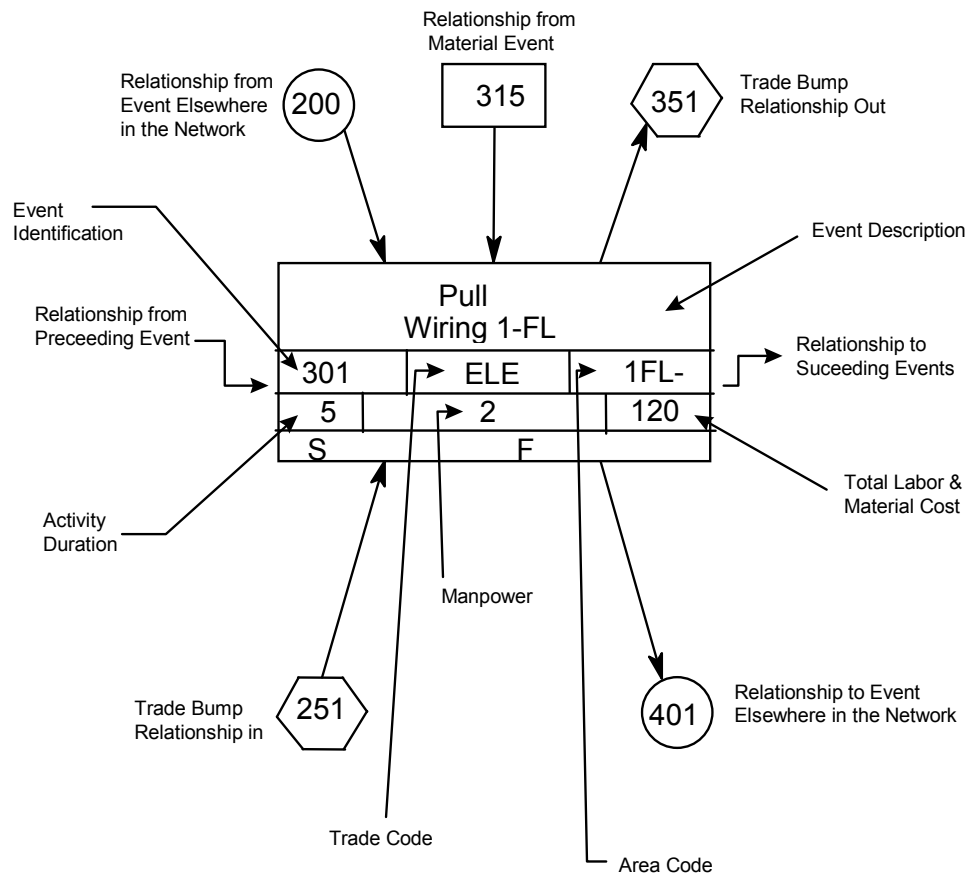 Relationship from
Material Event
315
Relationship from
Event Elsewhere
in the Network
200
351
Trade Bump
Relationship Out
Event
Identification
Event Description
Pull
Wiring 1-FL
Relationship from
Preceeding Event
301
ELE
1FL-
Relationship to
Suceeding Events
5
2
120
S
F
Activity
Duration
Total Labor &
Material Cost
Manpower
Trade Bump
Relationship in
251
401
Relationship to Event
Elsewhere in the Network
Trade Code
Area Code